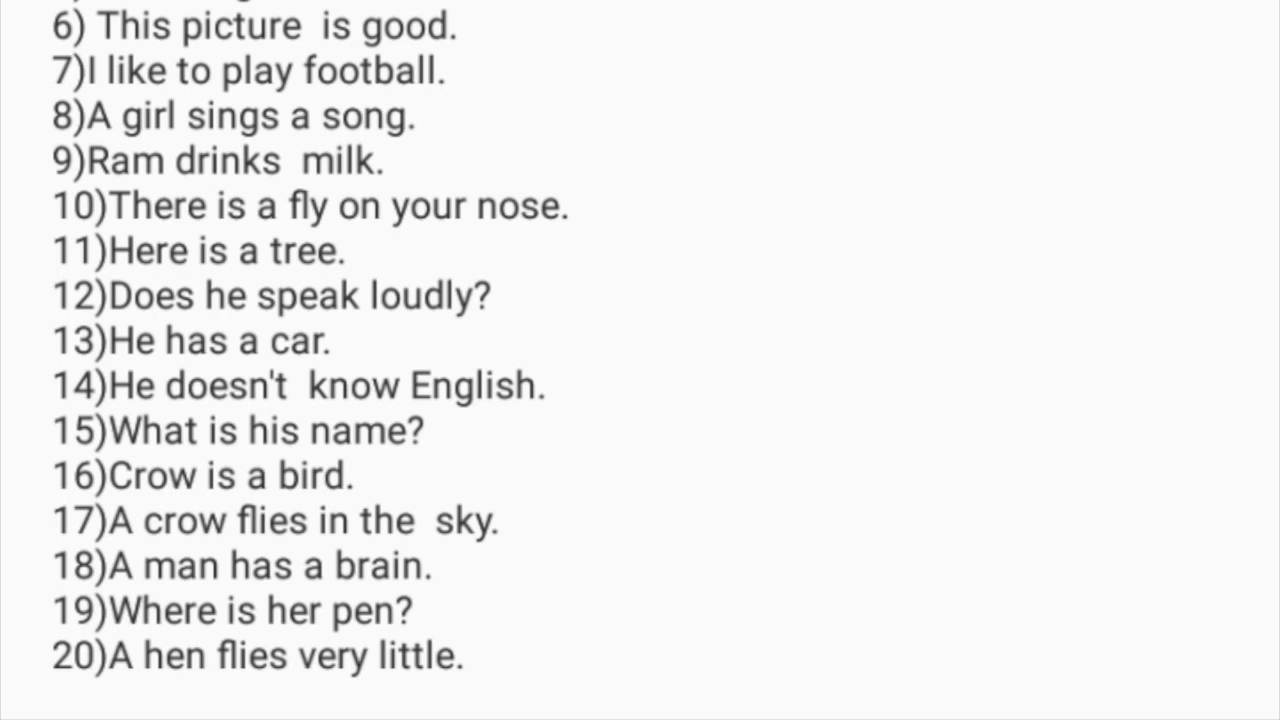 6) This picture  is good.
7)I like to play football.
8)A girl sings a song.
9)Ram drinks  milk.
10)There is a fly on your nose.
11)Here is a tree.
12)Does he speak loudly?
13)He has a car.
14)He doesn't  know English.
15)What is his name?
16)Crow is a bird.
17)A crow flies in the  sky.
18)A man has a brain.
19)Where is her pen?
20)A hen flies very little.